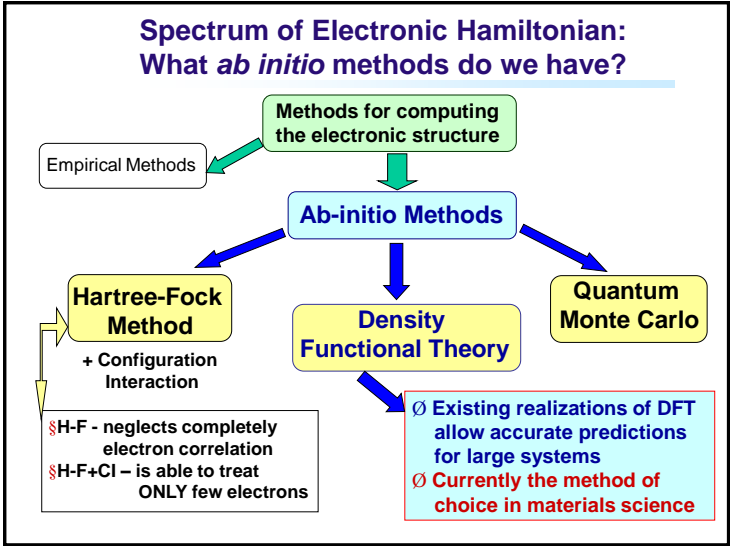 Spectrum of Electronic Hamiltonian:
What ab initio methods do we have?
Methods for computing
the electronic structure
Empirical Methods
Ab-initio Methods
Hartree-Fock
Method
+ Configuration
Interaction
Density
Functional Theory
Quantum
Monte Carlo
§H-F - neglects completely
electron correlation
§H-F+CI – is able to treat
ONLY few electrons
Ø Existing realizations of DFT
allow accurate predictions
for large systems
Ø Currently the method of
choice in materials science